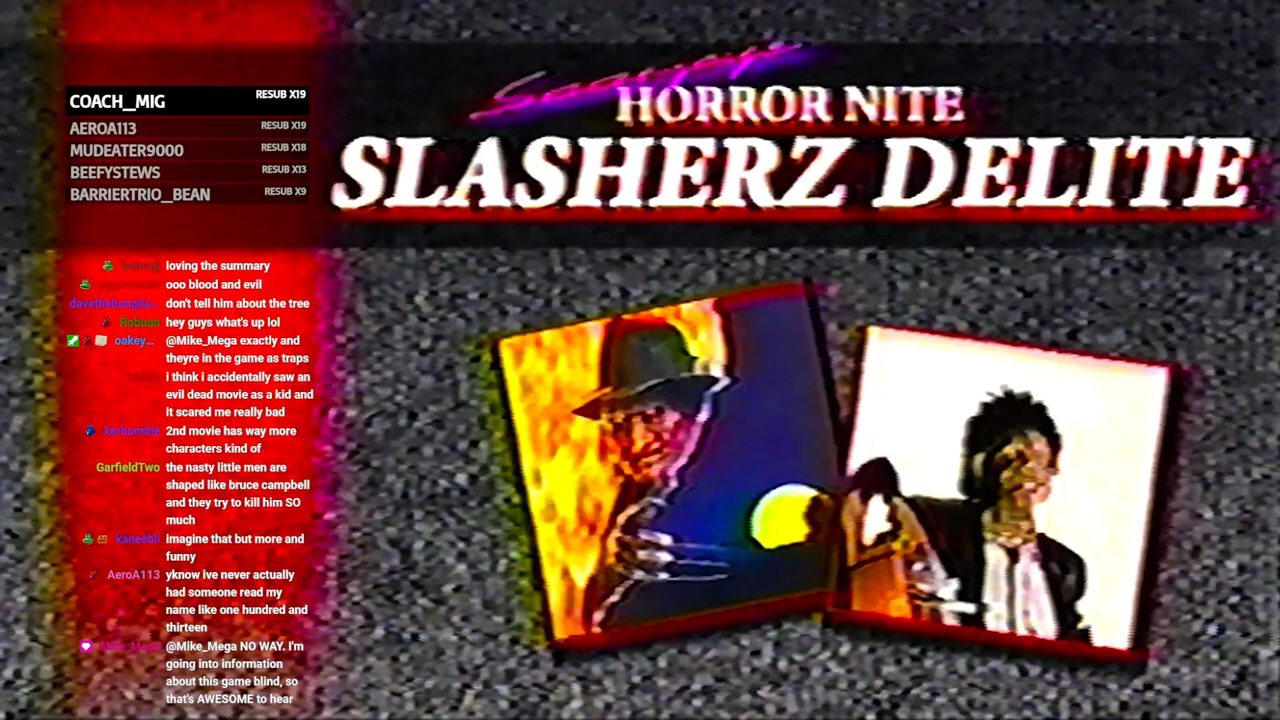 HORROR NITE
SLASHERZ DELITE
COACH_MIG RESUB X19
AEROA113 RESUB X19
MUDEATER9000 RESUB X18
BEEFYSTEWS RESUB X13
BARRIERTRIO_BEAN RESUB X9
loving the summary
ooo blood and evil
davethebongba... don't tell him about the tree
Robuun hey guys what's up lol
oakey... @Mike_Mega exactly and
theyre in the game as traps
i think i accidentally saw an
evil dead movie as a kid and
it scared me really bad
kerbumble 2nd movie has way more
characters kind of
GarfieldTwo the nasty little men are
shaped like bruce campbell
and they try to kill him SO
much
kaneebli imagine that but more and
funny
AeroA113 yknow ive never actually
had someone read my
name like one hundred and
thirteen
Mike_Mega @Mike_Mega NO WAY. I'm
going into information
about this game blind, so
that's AWESOME to hear